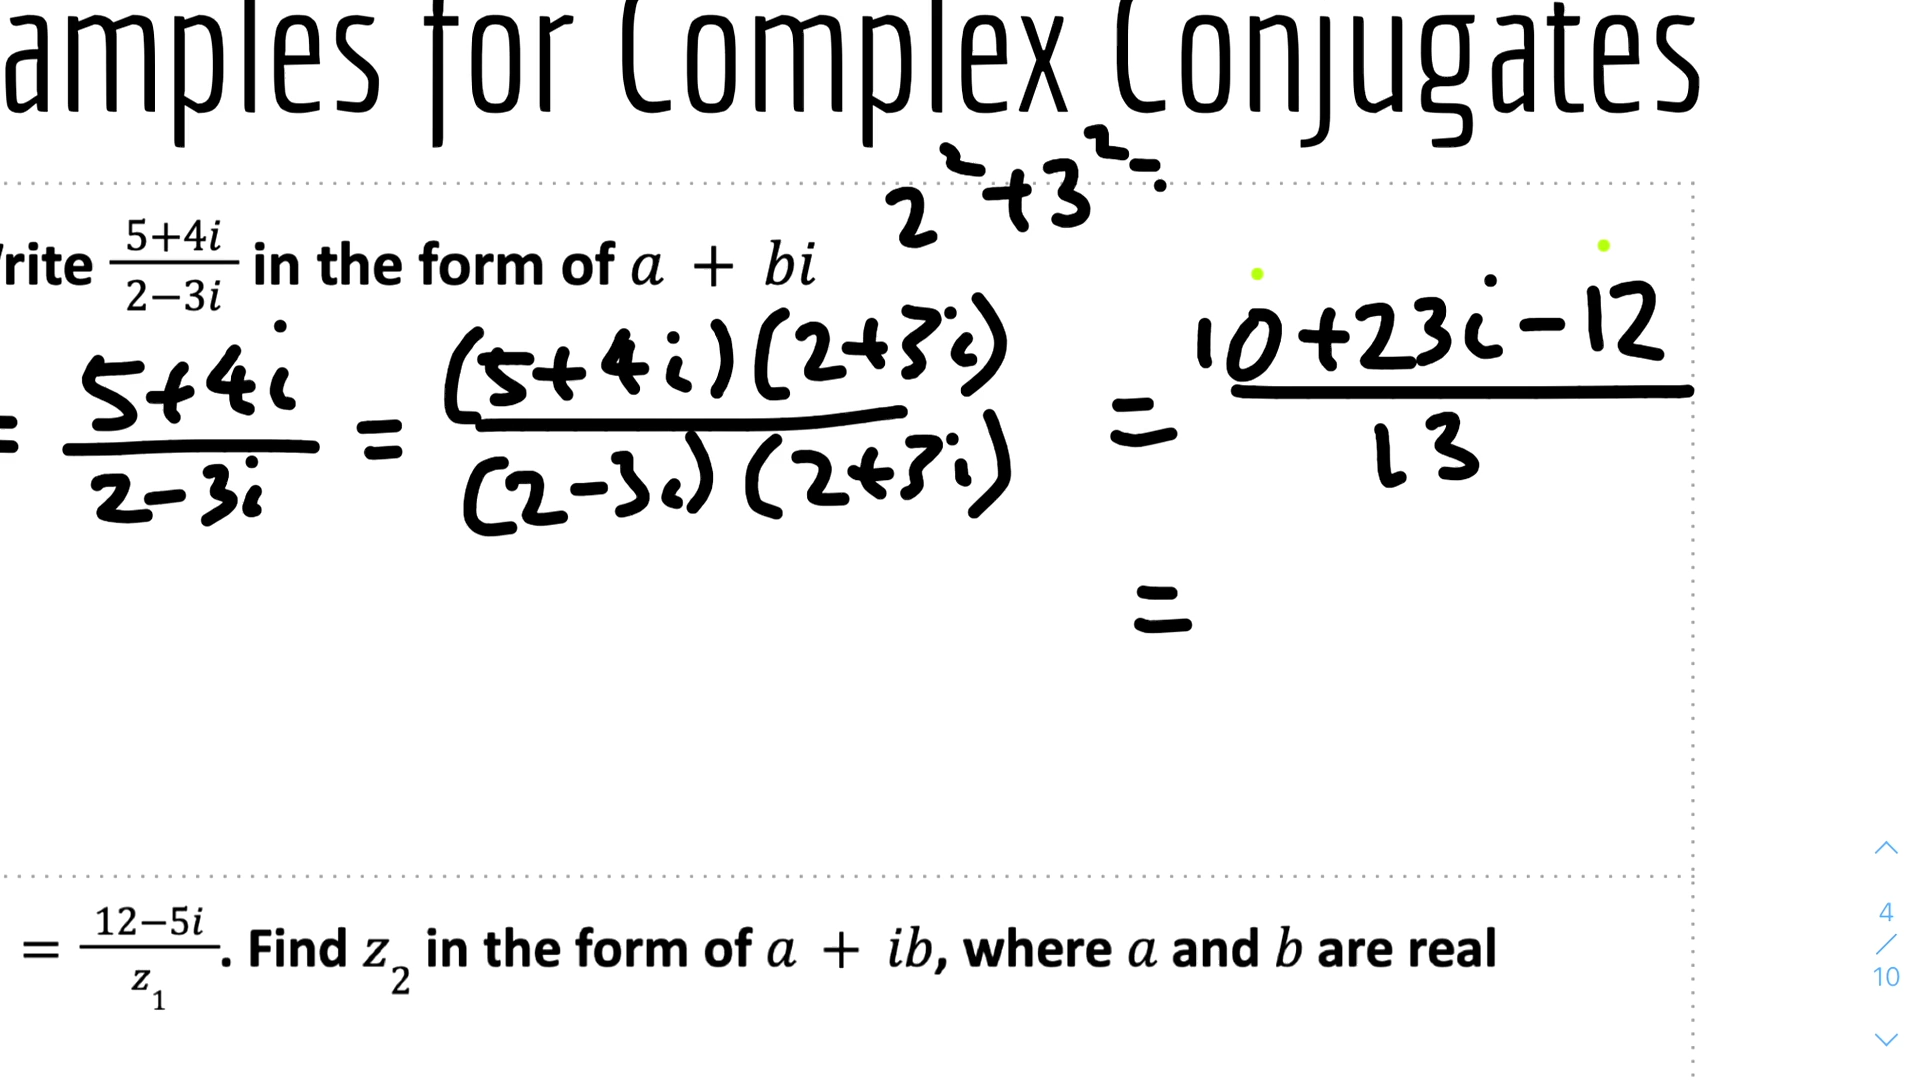 amples for Complex Conjugates
2²+3²=
rite 5+4i/2−3i in the form of a + bi
= 5+4i/2-3i = (5+4i)(2+3i)/(2-3i)(2+3i) = 10+23i-12/13
=
= 12−5i/z₁. Find z₂ in the form of a + ib, where a and b are real
4
/
10